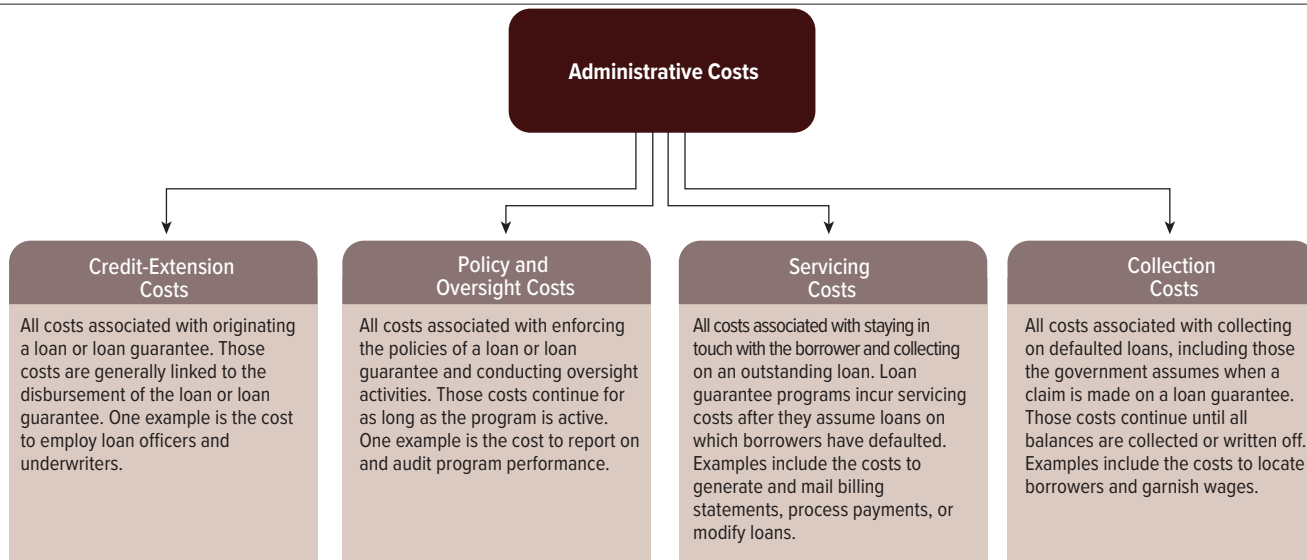 Administrative Costs
Credit-Extension
Costs
All costs associated with originating
a loan or loan guarantee. Those
costs are generally linked to the
disbursement of the loan or loan
guarantee. One example is the cost
to employ loan officers and
underwriters.
Policy and
Oversight Costs
All costs associated with enforcing
the policies of a loan or loan
guarantee and conducting oversight
activities. Those costs continue for
as long as the program is active.
One example is the cost to report on
and audit program performance.
Servicing
Costs
All costs associated with staying in
touch with the borrower and collecting
on an outstanding loan. Loan
guarantee programs incur servicing
costs after they assume loans on
which borrowers have defaulted.
Examples include the costs to
generate and mail billing
statements, process payments, or
modify loans.
Collection
Costs
All costs associated with collecting
on defaulted loans, including those
the government assumes when a
claim is made on a loan guarantee.
Those costs continue until all
balances are collected or written off.
Examples include the costs to locate
borrowers and garnish wages.